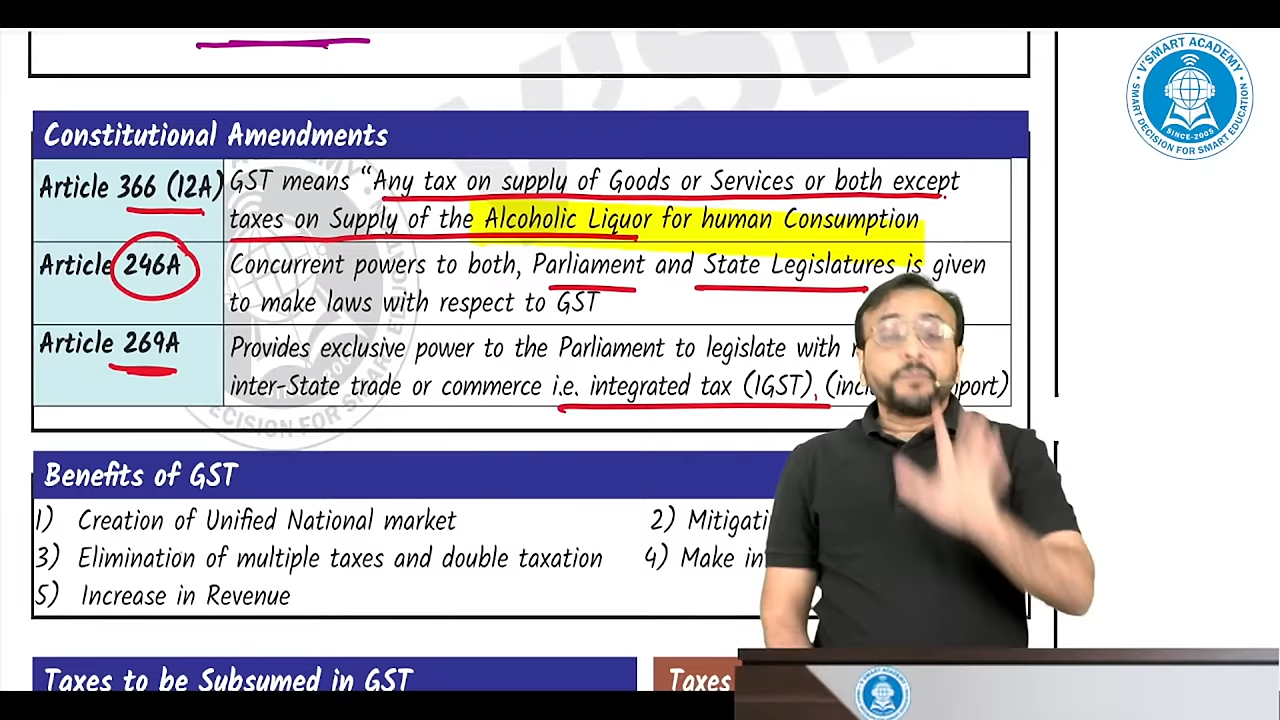 V'SMART ACADEMY
SINCE-2005
SMART DECISION FOR SMART EDUCATION
Constitutional Amendments
Article 366 (12A) GST means “Any tax on supply of Goods or Services or both except
taxes on Supply of the Alcoholic Liquor for human Consumption
Article 246A Concurrent powers to both, Parliament and State Legislatures is given
to make laws with respect to GST
Article 269A Provides exclusive power to the Parliament to legislate with
inter-State trade or commerce i.e. integrated tax (IGST),
Benefits of GST
1) Creation of Unified National market 2)
3) Elimination of multiple taxes and double taxation 4) Make
5) Increase in Revenue
Taxes to be Subsumed in GST Taxes